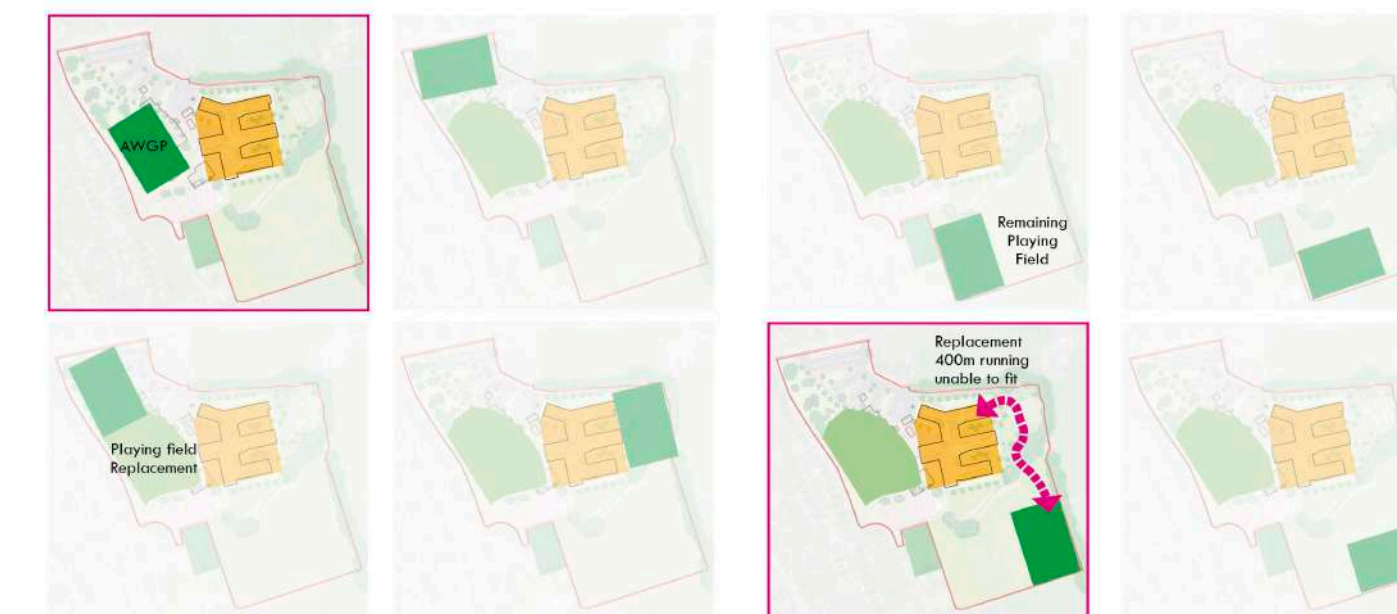 AWGP
Remaining
Playing
Field
Playing field
Replacement
Replacement
400m running
unable to fit